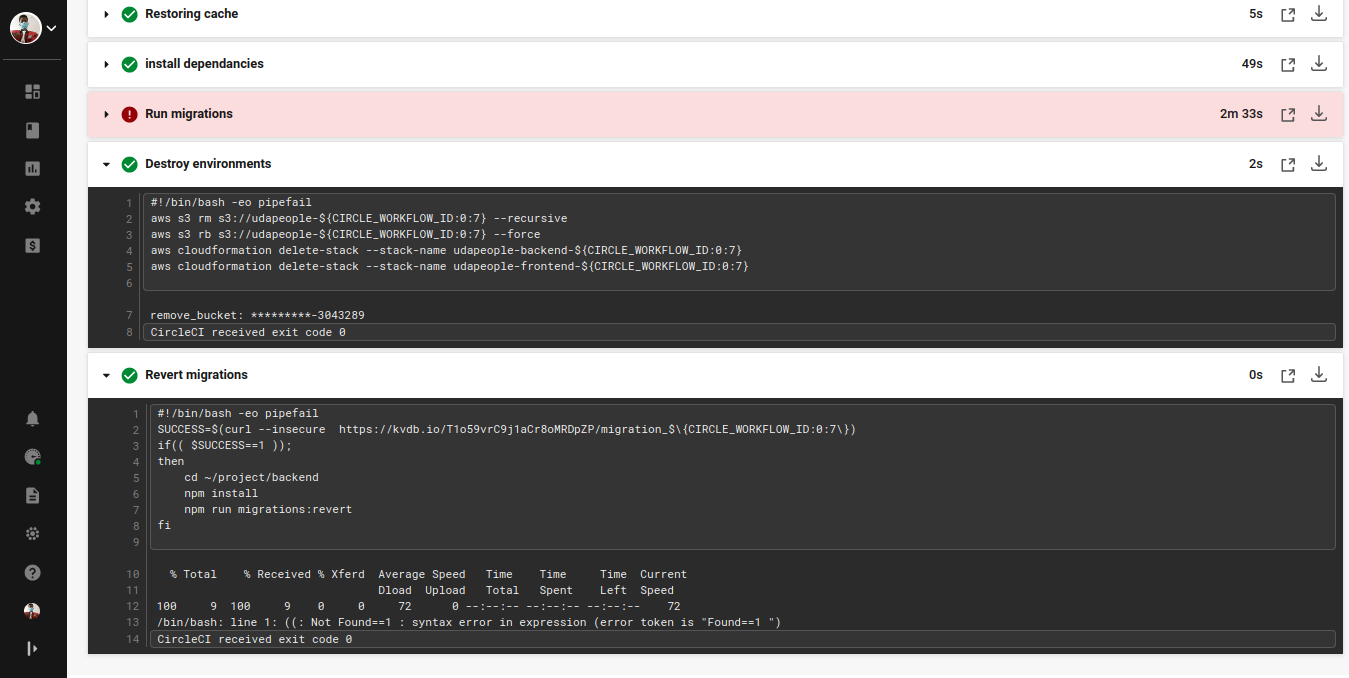 Restoring cache 5s
install dependancies 49s
! Run migrations 2m 33s
Destroy environments 2s
1 #!/bin/bash -eo pipefail
2 aws s3 rm s3://udapeople-${CIRCLE_WORKFLOW_ID:0:7} --recursive
3 aws s3 rb s3://udapeople-${CIRCLE_WORKFLOW_ID:0:7} --force
4 aws cloudformation delete-stack --stack-name udapeople-backend-${CIRCLE_WORKFLOW_ID:0:7}
5 aws cloudformation delete-stack --stack-name udapeople-frontend-${CIRCLE_WORKFLOW_ID:0:7}
6
7 remove_bucket: *********-3043289
8 CircleCI received exit code 0
Revert migrations 0s
1 #!/bin/bash -eo pipefail
2 SUCCESS=$(curl --insecure  https://kvdb.io/T1o59vrC9j1aCr8oMRDpZP/migration_$\{CIRCLE_WORKFLOW_ID:0:7\})
3 if(( $SUCCESS==1 ));
4 then
5     cd ~/project/backend
6     npm install
7     npm run migrations:revert
8 fi
9
10   % Total    % Received % Xferd  Average Speed   Time    Time     Time  Current
11                                  Dload  Upload   Total   Spent    Left  Speed
12 100     9  100     9    0     0     72      0 --:--:-- --:--:-- --:--:--    72
13 /bin/bash: line 1: ((: Not Found==1 : syntax error in expression (error token is "Found==1 ")
14 CircleCI received exit code 0